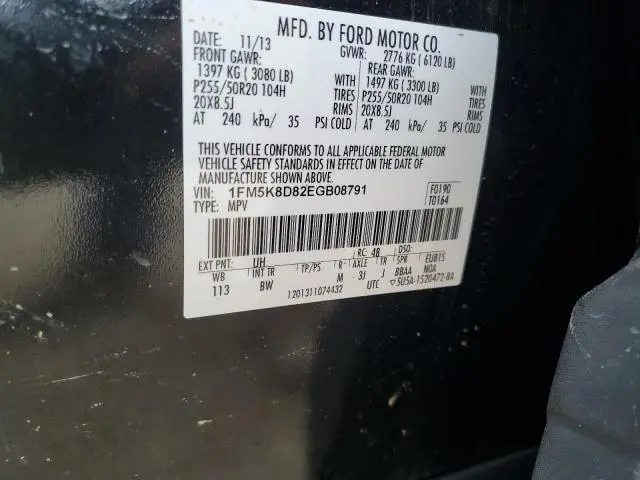 MFD. BY FORD MOTOR CO.
DATE: 11/13 GVWR: 2776 KG ( 6120 LB)
FRONT GAWR: REAR GAWR:
1397 KG ( 3080 LB) 1497 KG ( 3300 LB)
P255/50R20 104H TIRES P255/50R20 104H TIRES
20X8.5J RIMS 20X8.5J RIMS
AT 240 kPa/ 35 PSI COLD AT 240 kPa/ 35 PSI COLD
THIS VEHICLE CONFORMS TO ALL APPLICABLE FEDERAL MOTOR
VEHICLE SAFETY STANDARDS IN EFFECT ON THE DATE OF
MANUFACTURE SHOWN ABOVE.
VIN: 1FM5K8D82EGB08791 F0190
TYPE: MPV T0164
EXT PNT: UH RC: 48 DSO:
WB INT TR TP/PS R AXLE TR SPR EUB15
113 BW M 3J J BBAA NOA
1201311074432 UTC